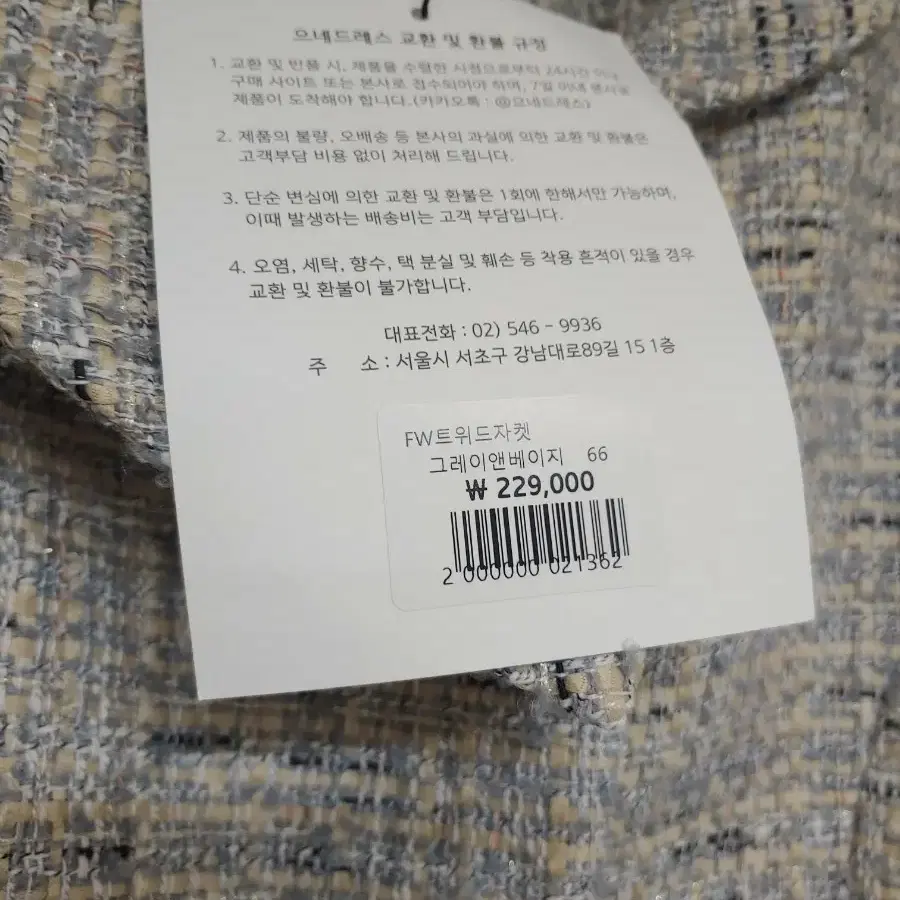 으네드레스 교환 및 환불 규정
1. 교환 및 반품 시, 제품을 수령한 시점으로부터 24시간 이내
구매 사이트 또는 본사로 접수되어야 하며, 7일 이내 본사로
제품이 도착해야 합니다.(카카오톡 : @으네드레스)
2. 제품의 불량, 오배송 등 본사의 과실에 의한 교환 및 환불은
고객부담 비용 없이 처리해 드립니다.
3. 단순 변심에 의한 교환 및 환불은 1회에 한해서만 가능하며,
이때 발생하는 배송비는 고객 부담입니다.
4. 오염, 세탁, 향수, 택 분실 및 훼손 등 착용 흔적이 있을 경우
교환 및 환불이 불가합니다.
대표전화 : 02) 546 - 9936
주 소 : 서울시 서초구 강남대로89길 15 1층
FW트위드자켓
그레이앤베이지 66
₩ 229,000
2 000000 021362